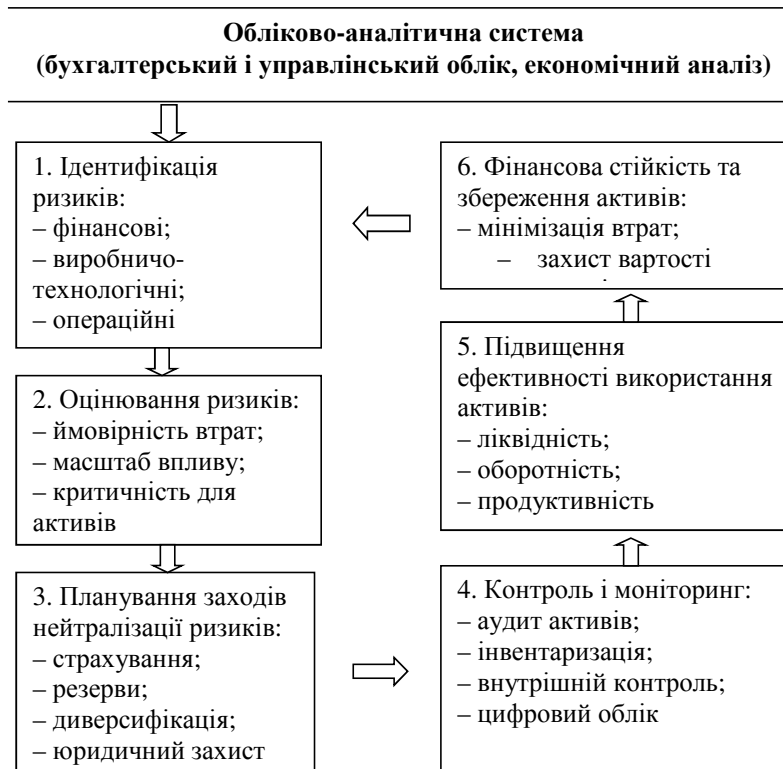 Обліково-аналітична система
(бухгалтерський і управлінський облік, економічний аналіз)
1. Ідентифікація
ризиків:
– фінансові;
– виробничо-
технологічні;
– операційні
2. Оцінювання ризиків:
– ймовірність втрат;
– масштаб впливу;
– критичність для
активів
3. Планування заходів
нейтралізації ризиків:
– страхування;
– резерви;
– диверсифікація;
– юридичний захист
4. Контроль і моніторинг:
– аудит активів;
– інвентаризація;
– внутрішній контроль;
– цифровий облік
5. Підвищення
ефективності використання
активів:
– ліквідність;
– оборотність;
– продуктивність
6. Фінансова стійкість та
збереження активів:
– мінімізація втрат;
– захист вартості